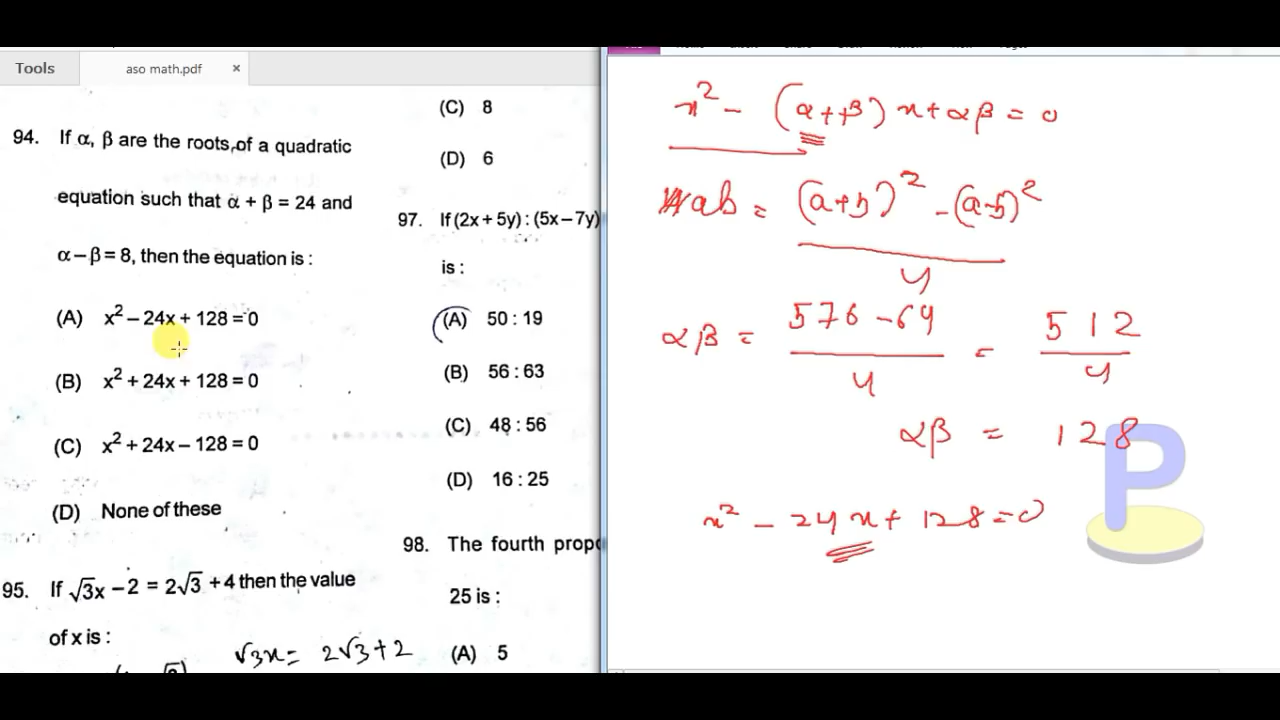 Tools
aso math.pdf
×
94. If α, β are the roots of a quadratic
equation such that α + β = 24 and
α – β = 8, then the equation is :
(A) x² – 24x + 128 = 0
(B) x² + 24x + 128 = 0
(C) x² + 24x – 128 = 0
(D) None of these
95. If √3x – 2 = 2√3 + 4 then the value
of x is :
√3x = 2√3 + 2
(C) 8
(D) 6
97. If (2x + 5y) : (5x – 7y)
is :
(A) 50 : 19
(B) 56 : 63
(C) 48 : 56
(D) 16 : 25
98. The fourth
25 is :
(A) 5
x² – (α + β) x + αβ = 0
ab = (a+b)² – (a-b)²
4
αβ = 576 – 64 = 512
4 4
αβ = 128
x² – 24x + 128 = 0
P